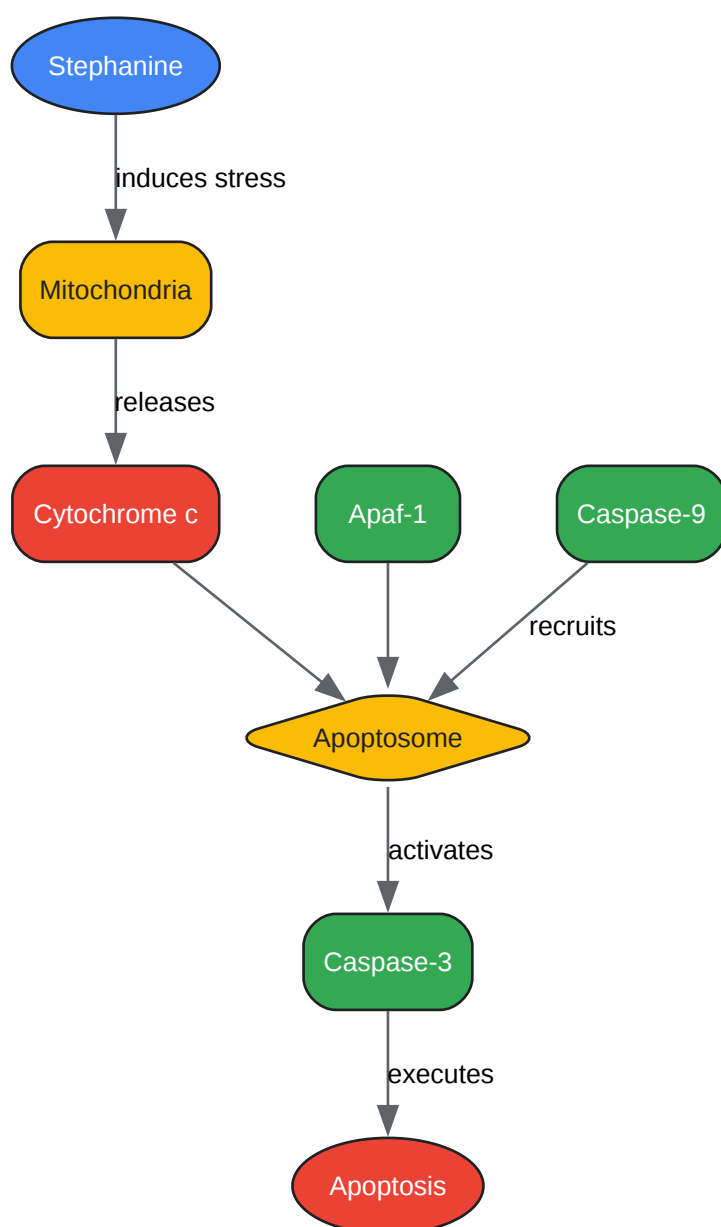 Stephanine
induces stress
Mitochondria
releases
Cytochrome c
Apaf-1
Caspase-9
recruits
Apoptosome
activates
Caspase-3
executes
Apoptosis